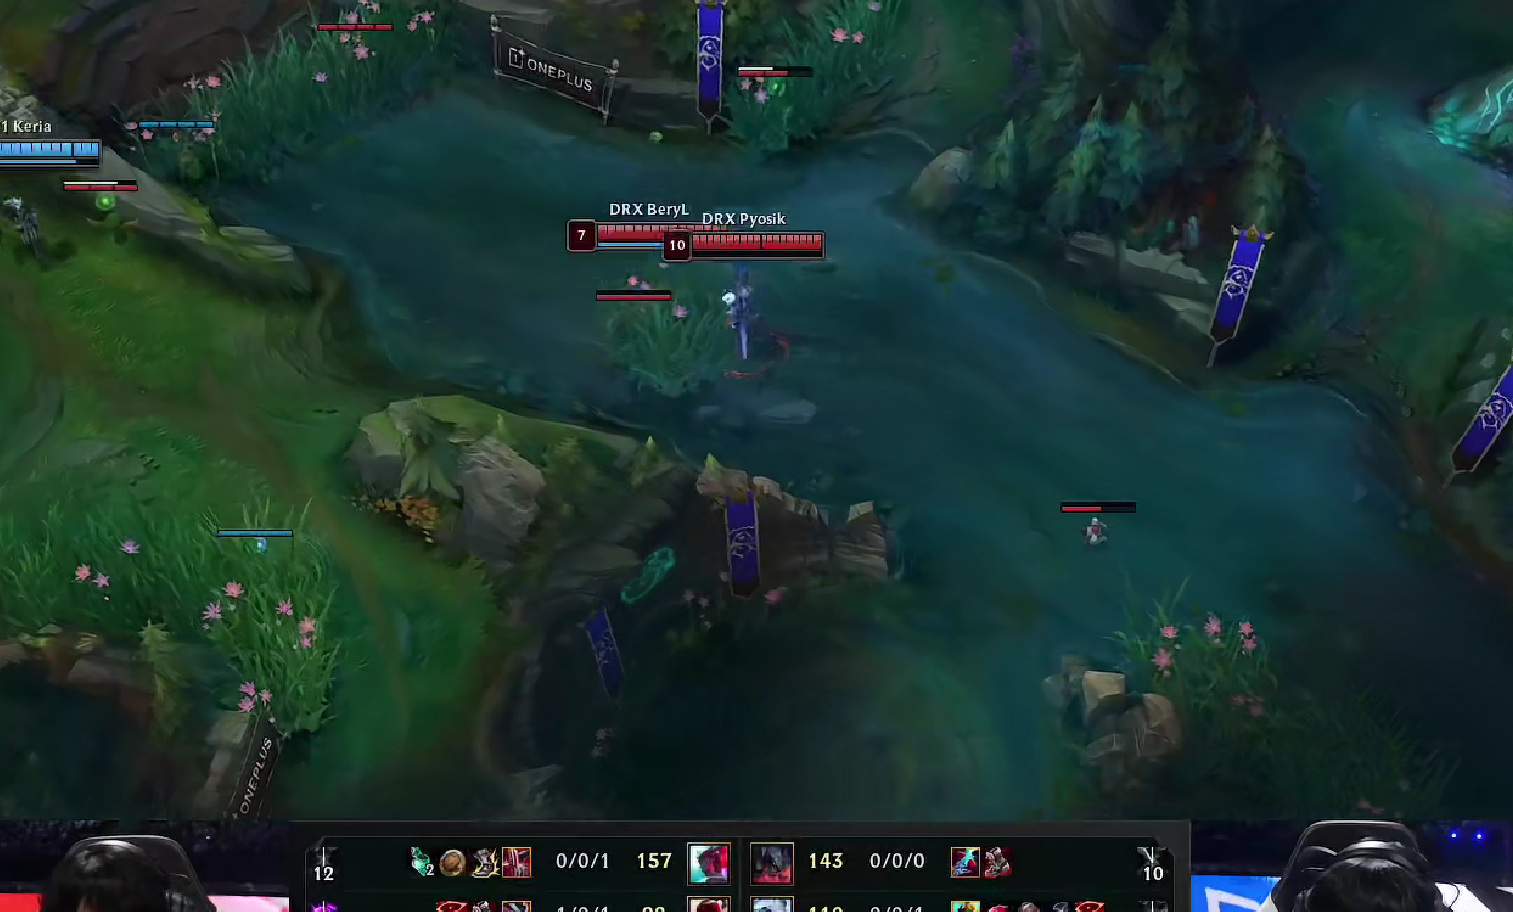 ONEPLUS
1 Keria
DRX BeryL
7
DRX Pyosik
10
ONEPLUS
12
2
0/0/1
157
143
0/0/0
10